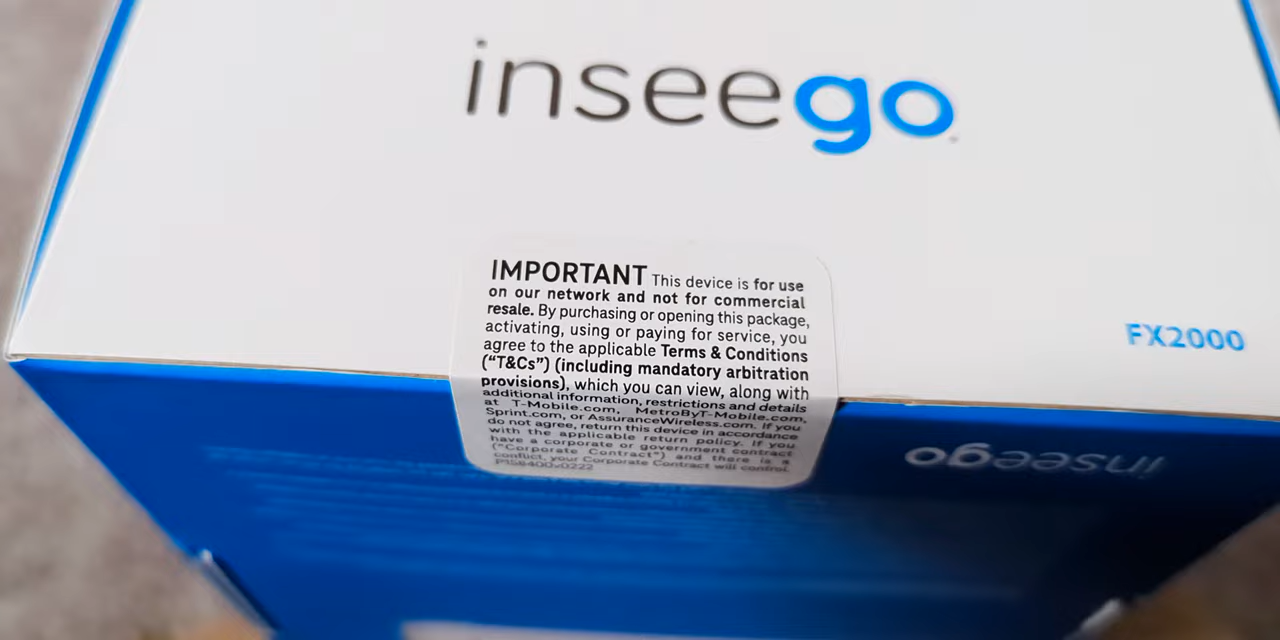 inseego
IMPORTANT This device is for use
on our network and not for commercial
resale. By purchasing or opening this package,
activating, using or paying for service, you
agree to the applicable Terms & Conditions
("T&Cs") (including mandatory arbitration
provisions), which you can view, along with
additional information, restrictions and details
at T-Mobile.com, MetroByT-Mobile.com,
Sprint.com, or AssuranceWireless.com. If you
do not agree, return this device in accordance
with the applicable return policy. If you
have a corporate or government contract
("Corporate Contract") and there is a
conflict, your Corporate Contract will control.
FX2000
inseego